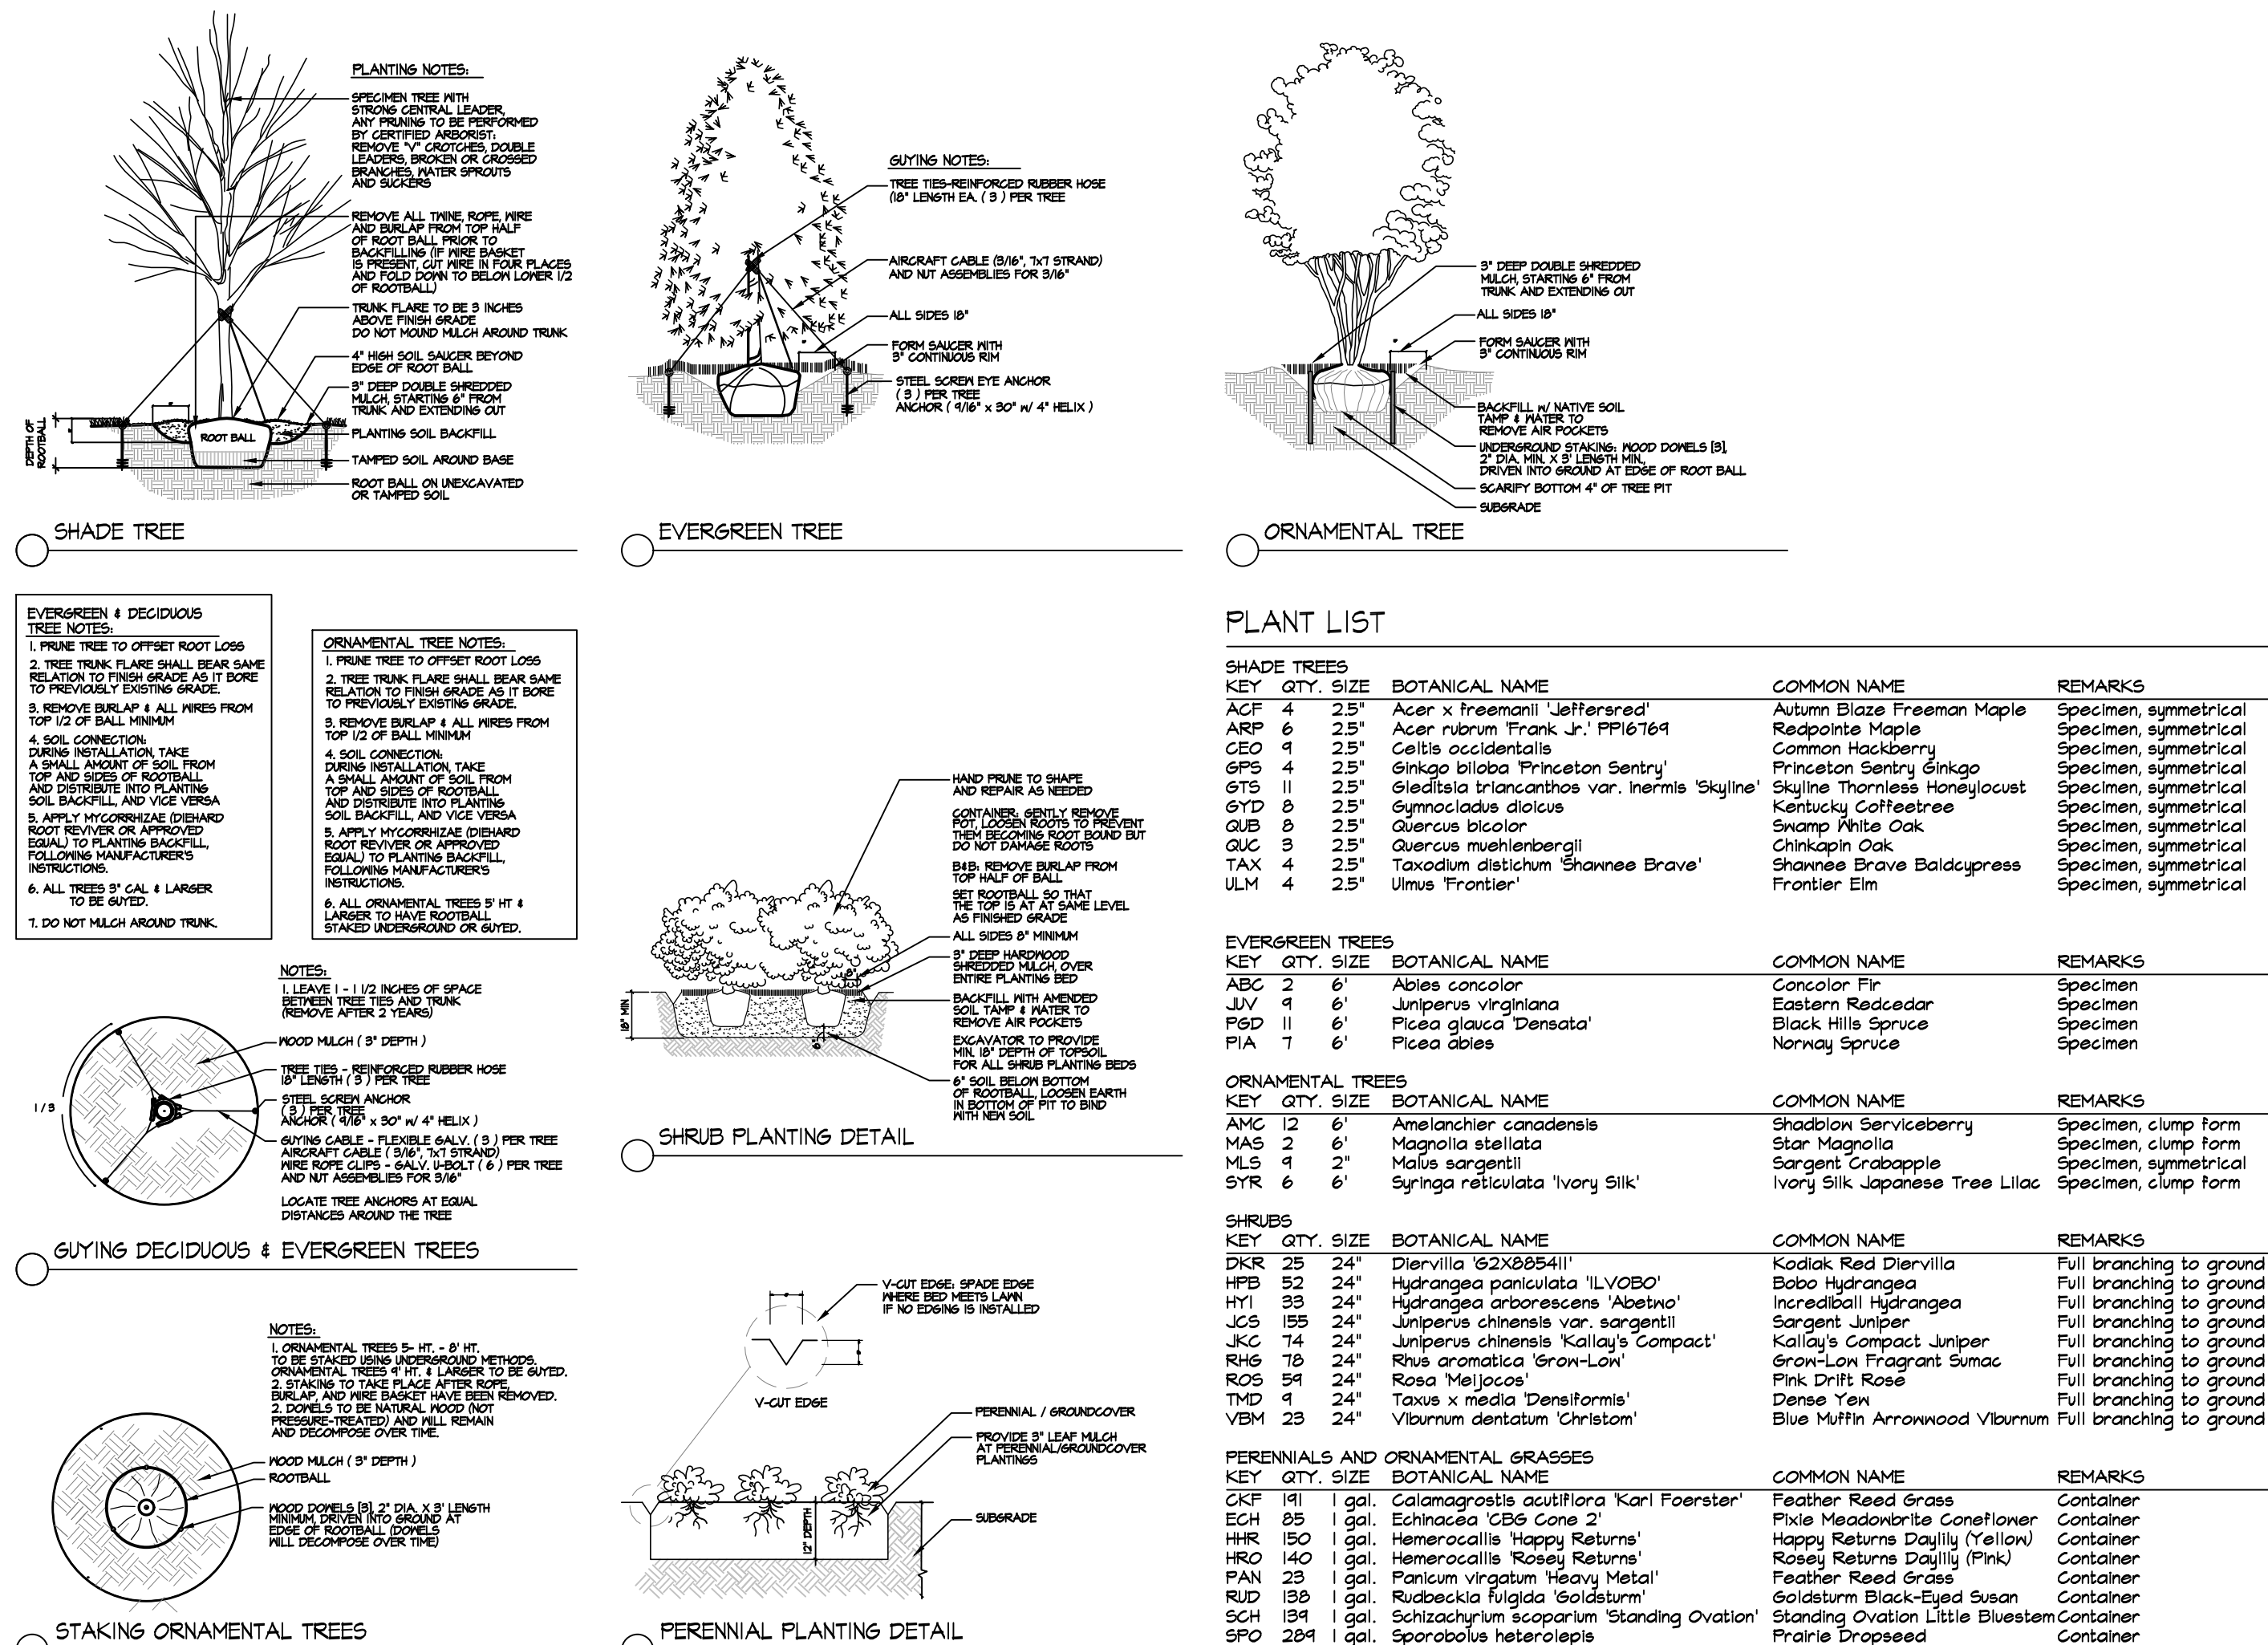 PLANTING NOTES:
SPECIMEN TREE WITH
STRONG CENTRAL LEADER,
ANY PRUNING TO BE PERFORMED
BY CERTIFIED ARBORIST:
REMOVE "V" CROTCHES, DOUBLE
LEADERS, BROKEN OR CROSSED
BRANCHES, WATER SPROUTS
AND SUCKERS
REMOVE ALL TWINE, ROPE, WIRE
AND BURLAP FROM TOP HALF
OF ROOT BALL PRIOR TO
BACKFILLING (IF WIRE BASKET
IS PRESENT, CUT WIRE IN FOUR PLACES
AND FOLD DOWN TO BELOW LOWER 1/2
OF ROOTBALL)
TRUNK FLARE TO BE 3 INCHES
ABOVE FINISH GRADE
DO NOT MOUND MULCH AROUND TRUNK
4" HIGH SOIL SAUCER BEYOND
EDGE OF ROOT BALL
3" DEEP DOUBLE SHREDDED
MULCH, STARTING 6" FROM
TRUNK AND EXTENDING OUT
PLANTING SOIL BACKFILL
TAMPED SOIL AROUND BASE
ROOT BALL ON UNEXCAVATED
OR TAMPED SOIL
ROOT BALL
DEPTH OF
ROOTBALL
SHADE TREE
GUYING NOTES:
TREE TIES-REINFORCED RUBBER HOSE
(18" LENGTH EA. ( 3 ) PER TREE
AIRCRAFT CABLE (3/16", 7x7 STRAND)
AND NUT ASSEMBLIES FOR 3/16"
ALL SIDES 18"
FORM SAUCER WITH
3" CONTINUOUS RIM
STEEL SCREW EYE ANCHOR
( 3 ) PER TREE
ANCHOR ( 9/16" x 30" w/ 4" HELIX )
EVERGREEN TREE
3" DEEP DOUBLE SHREDDED
MULCH, STARTING 6" FROM
TRUNK AND EXTENDING OUT
ALL SIDES 18"
FORM SAUCER WITH
3" CONTINUOUS RIM
BACKFILL w/ NATIVE SOIL
TAMP & WATER TO
REMOVE AIR POCKETS
UNDERGROUND STAKING: WOOD DOWELS [3],
2" DIA. MIN. X 3' LENGTH MIN.,
DRIVEN INTO GROUND AT EDGE OF ROOT BALL
SCARIFY BOTTOM 4" OF TREE PIT
SUBGRADE
ORNAMENTAL TREE
EVERGREEN & DECIDUOUS
TREE NOTES:
1. PRUNE TREE TO OFFSET ROOT LOSS
2. TREE TRUNK FLARE SHALL BEAR SAME
RELATION TO FINISH GRADE AS IT BORE
TO PREVIOUSLY EXISTING GRADE.
3. REMOVE BURLAP & ALL WIRES FROM
TOP 1/2 OF BALL MINIMUM
4. SOIL CONNECTION:
DURING INSTALLATION, TAKE
A SMALL AMOUNT OF SOIL FROM
TOP AND SIDES OF ROOTBALL
AND DISTRIBUTE INTO PLANTING
SOIL BACKFILL, AND VICE VERSA
5. APPLY MYCORRHIZAE (DIEHARD
ROOT REVIVER OR APPROVED
EQUAL) TO PLANTING BACKFILL,
FOLLOWING MANUFACTURER'S
INSTRUCTIONS.
6. ALL TREES 3" CAL & LARGER
TO BE GUYED.
7. DO NOT MULCH AROUND TRUNK.
ORNAMENTAL TREE NOTES:
1. PRUNE TREE TO OFFSET ROOT LOSS
2. TREE TRUNK FLARE SHALL BEAR SAME
RELATION TO FINISH GRADE AS IT BORE
TO PREVIOUSLY EXISTING GRADE.
3. REMOVE BURLAP & ALL WIRES FROM
TOP 1/2 OF BALL MINIMUM
4. SOIL CONNECTION:
DURING INSTALLATION, TAKE
A SMALL AMOUNT OF SOIL FROM
TOP AND SIDES OF ROOTBALL
AND DISTRIBUTE INTO PLANTING
SOIL BACKFILL, AND VICE VERSA
5. APPLY MYCORRHIZAE (DIEHARD
ROOT REVIVER OR APPROVED
EQUAL) TO PLANTING BACKFILL,
FOLLOWING MANUFACTURER'S
INSTRUCTIONS.
6. ALL ORNAMENTAL TREES 5' HT &
LARGER TO HAVE ROOTBALL
STAKED UNDERGROUND OR GUYED.
NOTES:
1. LEAVE 1 - 1 1/2 INCHES OF SPACE
BETWEEN TREE TIES AND TRUNK
(REMOVE AFTER 2 YEARS)
WOOD MULCH ( 3" DEPTH )
TREE TIES - REINFORCED RUBBER HOSE
18" LENGTH ( 3 ) PER TREE
STEEL SCREW ANCHOR
( 3 ) PER TREE
ANCHOR ( 9/16" x 30" w/ 4" HELIX )
GUYING CABLE - FLEXIBLE GALV. ( 3 ) PER TREE
AIRCRAFT CABLE ( 3/16", 7x7 STRAND)
WIRE ROPE CLIPS - GALV. U-BOLT ( 6 ) PER TREE
AND NUT ASSEMBLIES FOR 3/16"
LOCATE TREE ANCHORS AT EQUAL
DISTANCES AROUND THE TREE
1 / 3
GUYING DECIDUOUS & EVERGREEN TREES
NOTES:
1. ORNAMENTAL TREES 5- HT. - 8' HT.
TO BE STAKED USING UNDERGROUND METHODS.
ORNAMENTAL TREES 9' HT. & LARGER TO BE GUYED.
2. STAKING TO TAKE PLACE AFTER ROPE,
BURLAP, AND WIRE BASKET HAVE BEEN REMOVED.
2. DOWELS TO BE NATURAL WOOD (NOT
PRESSURE-TREATED) AND WILL REMAIN
AND DECOMPOSE OVER TIME.
WOOD MULCH ( 3" DEPTH )
ROOTBALL
WOOD DOWELS [3], 2" DIA. X 3' LENGTH
MINIMUM, DRIVEN INTO GROUND AT
EDGE OF ROOTBALL (DOWELS
WILL DECOMPOSE OVER TIME)
STAKING ORNAMENTAL TREES
HAND PRUNE TO SHAPE
AND REPAIR AS NEEDED
CONTAINER: GENTLY REMOVE
POT, LOOSEN ROOTS TO PREVENT
THEM BECOMING ROOT BOUND BUT
DO NOT DAMAGE ROOTS
B&B: REMOVE BURLAP FROM
TOP HALF OF BALL
SET ROOTBALL SO THAT
THE TOP IS AT AT SAME LEVEL
AS FINISHED GRADE
ALL SIDES 8" MINIMUM
3" DEEP HARDWOOD
SHREDDED MULCH, OVER
ENTIRE PLANTING BED
BACKFILL WITH AMENDED
SOIL TAMP & WATER TO
REMOVE AIR POCKETS
EXCAVATOR TO PROVIDE
MIN. 18" DEPTH OF TOPSOIL
FOR ALL SHRUB PLANTING BEDS
6" SOIL BELOW BOTTOM
OF ROOTBALL, LOOSEN EARTH
IN BOTTOM OF PIT TO BIND
WITH NEW SOIL
8"
18" MIN
6"
SHRUB PLANTING DETAIL
V-CUT EDGE: SPADE EDGE
WHERE BED MEETS LAWN
IF NO EDGING IS INSTALLED
V-CUT EDGE
PERENNIAL / GROUNDCOVER
PROVIDE 3" LEAF MULCH
AT PERENNIAL/GROUNDCOVER
PLANTINGS
SUBGRADE
12" DEPTH
PERENNIAL PLANTING DETAIL
PLANT LIST
SHADE TREES
KEY QTY. SIZE BOTANICAL NAME COMMON NAME REMARKS
ACF 4 2.5" Acer x freemanii 'Jeffersred' Autumn Blaze Freeman Maple Specimen, symmetrical
ARP 6 2.5" Acer rubrum 'Frank Jr.' PP16769 Redpointe Maple Specimen, symmetrical
CEO 9 2.5" Celtis occidentalis Common Hackberry Specimen, symmetrical
GPS 4 2.5" Ginkgo biloba 'Princeton Sentry' Princeton Sentry Ginkgo Specimen, symmetrical
GTS 11 2.5" Gleditsia triancanthos var. inermis 'Skyline' Skyline Thornless Honeylocust Specimen, symmetrical
GYD 8 2.5" Gymnocladus dioicus Kentucky Coffeetree Specimen, symmetrical
QUB 8 2.5" Quercus bicolor Swamp White Oak Specimen, symmetrical
QUC 3 2.5" Quercus muehlenbergii Chinkapin Oak Specimen, symmetrical
TAX 4 2.5" Taxodium distichum 'Shawnee Brave' Shawnee Brave Baldcypress Specimen, symmetrical
ULM 4 2.5" Ulmus 'Frontier' Frontier Elm Specimen, symmetrical
EVERGREEN TREES
KEY QTY. SIZE BOTANICAL NAME COMMON NAME REMARKS
ABC 2 6' Abies concolor Concolor Fir Specimen
JUV 9 6' Juniperus virginiana Eastern Redcedar Specimen
PGD 11 6' Picea glauca 'Densata' Black Hills Spruce Specimen
PIA 7 6' Picea abies Norway Spruce Specimen
ORNAMENTAL TREES
KEY QTY. SIZE BOTANICAL NAME COMMON NAME REMARKS
AMC 12 6' Amelanchier canadensis Shadblow Serviceberry Specimen, clump form
MAS 2 6' Magnolia stellata Star Magnolia Specimen, clump form
MLS 9 2" Malus sargentii Sargent Crabapple Specimen, symmetrical
SYR 6 6' Syringa reticulata 'Ivory Silk' Ivory Silk Japanese Tree Lilac Specimen, clump form
SHRUBS
KEY QTY. SIZE BOTANICAL NAME COMMON NAME REMARKS
DKR 25 24" Diervilla 'G2X885411' Kodiak Red Diervilla Full branching to ground
HPB 52 24" Hydrangea paniculata 'ILVOBO' Bobo Hydrangea Full branching to ground
HYI 33 24" Hydrangea arborescens 'Abetwo' Incrediball Hydrangea Full branching to ground
JCS 155 24" Juniperus chinensis var. sargentii Sargent Juniper Full branching to ground
JKC 74 24" Juniperus chinensis 'Kallay's Compact' Kallay's Compact Juniper Full branching to ground
RHG 78 24" Rhus aromatica 'Grow-Low' Grow-Low Fragrant Sumac Full branching to ground
ROS 59 24" Rosa 'Meijocos' Pink Drift Rose Full branching to ground
TMD 9 24" Taxus x media 'Densiformis' Dense Yew Full branching to ground
VBM 23 24" Viburnum dentatum 'Christom' Blue Muffin Arrowwood Viburnum Full branching to ground
PERENNIALS AND ORNAMENTAL GRASSES
KEY QTY. SIZE BOTANICAL NAME COMMON NAME REMARKS
CKF 191 1 gal. Calamagrostis acutiflora 'Karl Foerster' Feather Reed Grass Container
ECH 85 1 gal. Echinacea 'CBG Cone 2' Pixie Meadowbrite Coneflower Container
HHR 150 1 gal. Hemerocallis 'Happy Returns' Happy Returns Daylily (Yellow) Container
HRO 140 1 gal. Hemerocallis 'Rosey Returns' Rosey Returns Daylily (Pink) Container
PAN 23 1 gal. Panicum virgatum 'Heavy Metal' Feather Reed Grass Container
RUD 138 1 gal. Rudbeckia fulgida 'Goldsturm' Goldsturm Black-Eyed Susan Container
SCH 139 1 gal. Schizachyrium scoparium 'Standing Ovation' Standing Ovation Little Bluestem Container
SPO 289 1 gal. Sporobolus heterolepis Prairie Dropseed Container